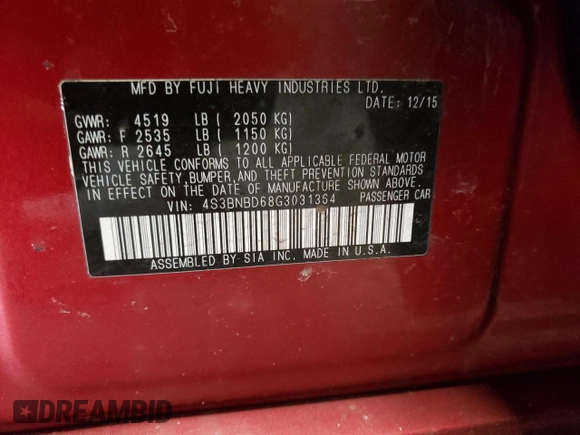 MFD BY FUJI HEAVY INDUSTRIES LTD.
DATE: 12/15
GVWR: 4519 LB ( 2050 KG)
GAWR: F 2535 LB ( 1150 KG)
GAWR: R 2645 LB ( 1200 KG)
THIS VEHICLE CONFORMS TO ALL APPLICABLE FEDERAL MOTOR
VEHICLE SAFETY, BUMPER, AND THEFT PREVENTION STANDARDS
IN EFFECT ON THE DATE OF MANUFACTURE SHOWN ABOVE.
VIN: 4S3BNBD68G3031354 PASSENGER CAR
ASSEMBLED BY SIA INC. MADE IN U.S.A.
DREAMBID